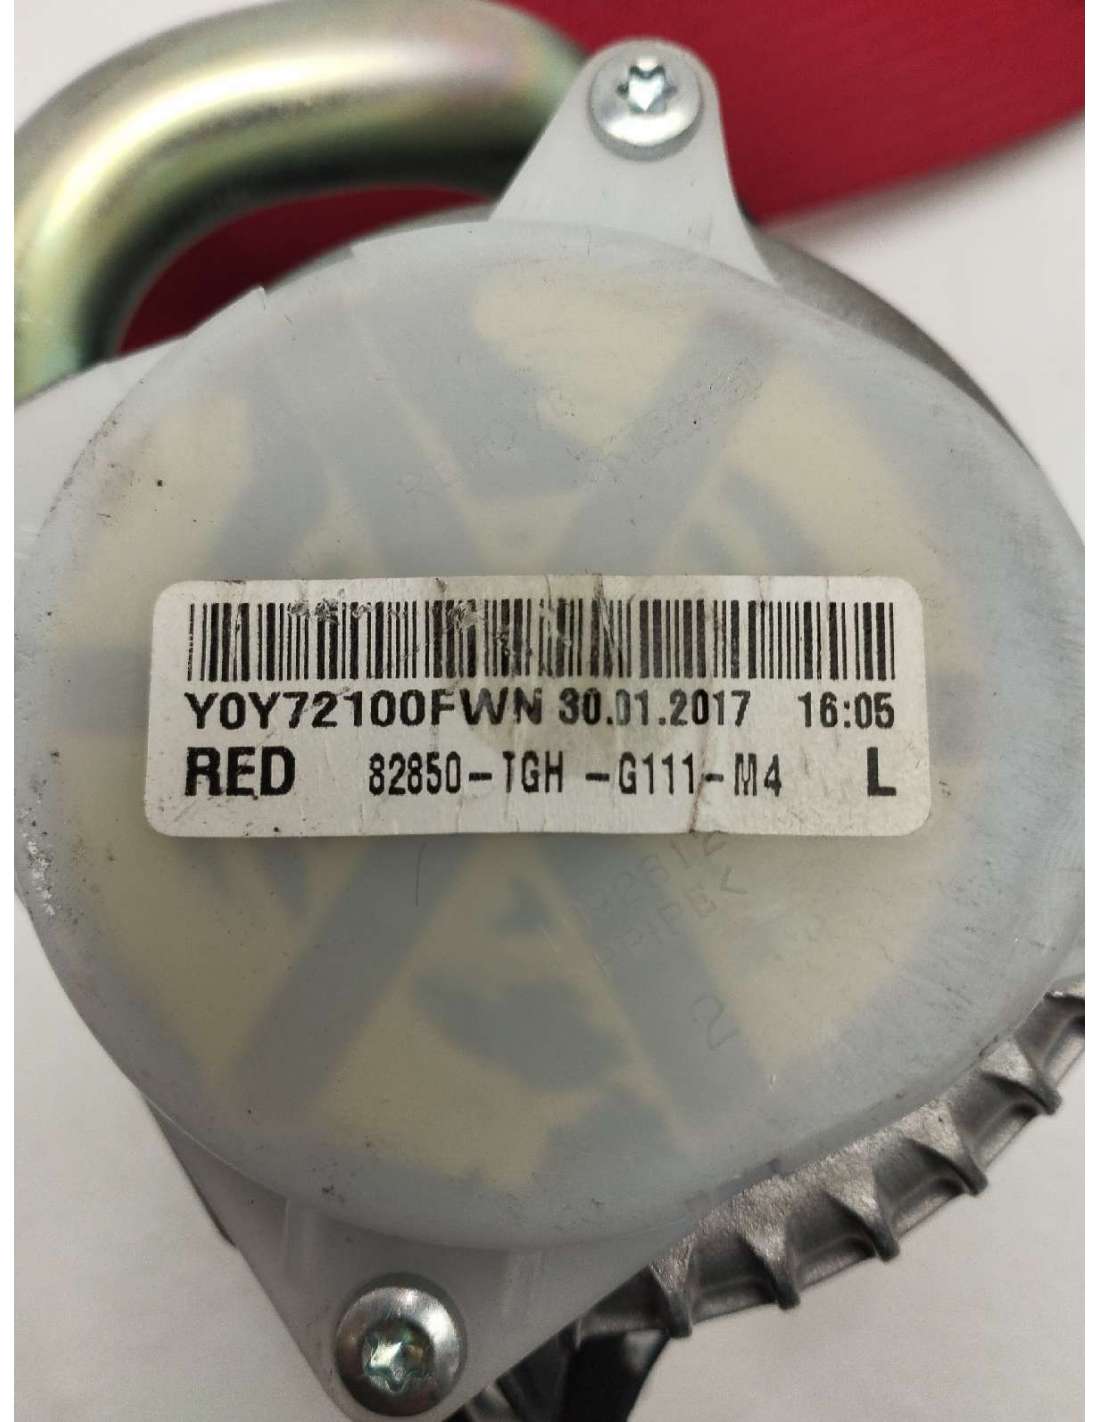 Y0Y72100FWN 30.01.2017 16:05
RED 82850-TGH -G111-M4 L